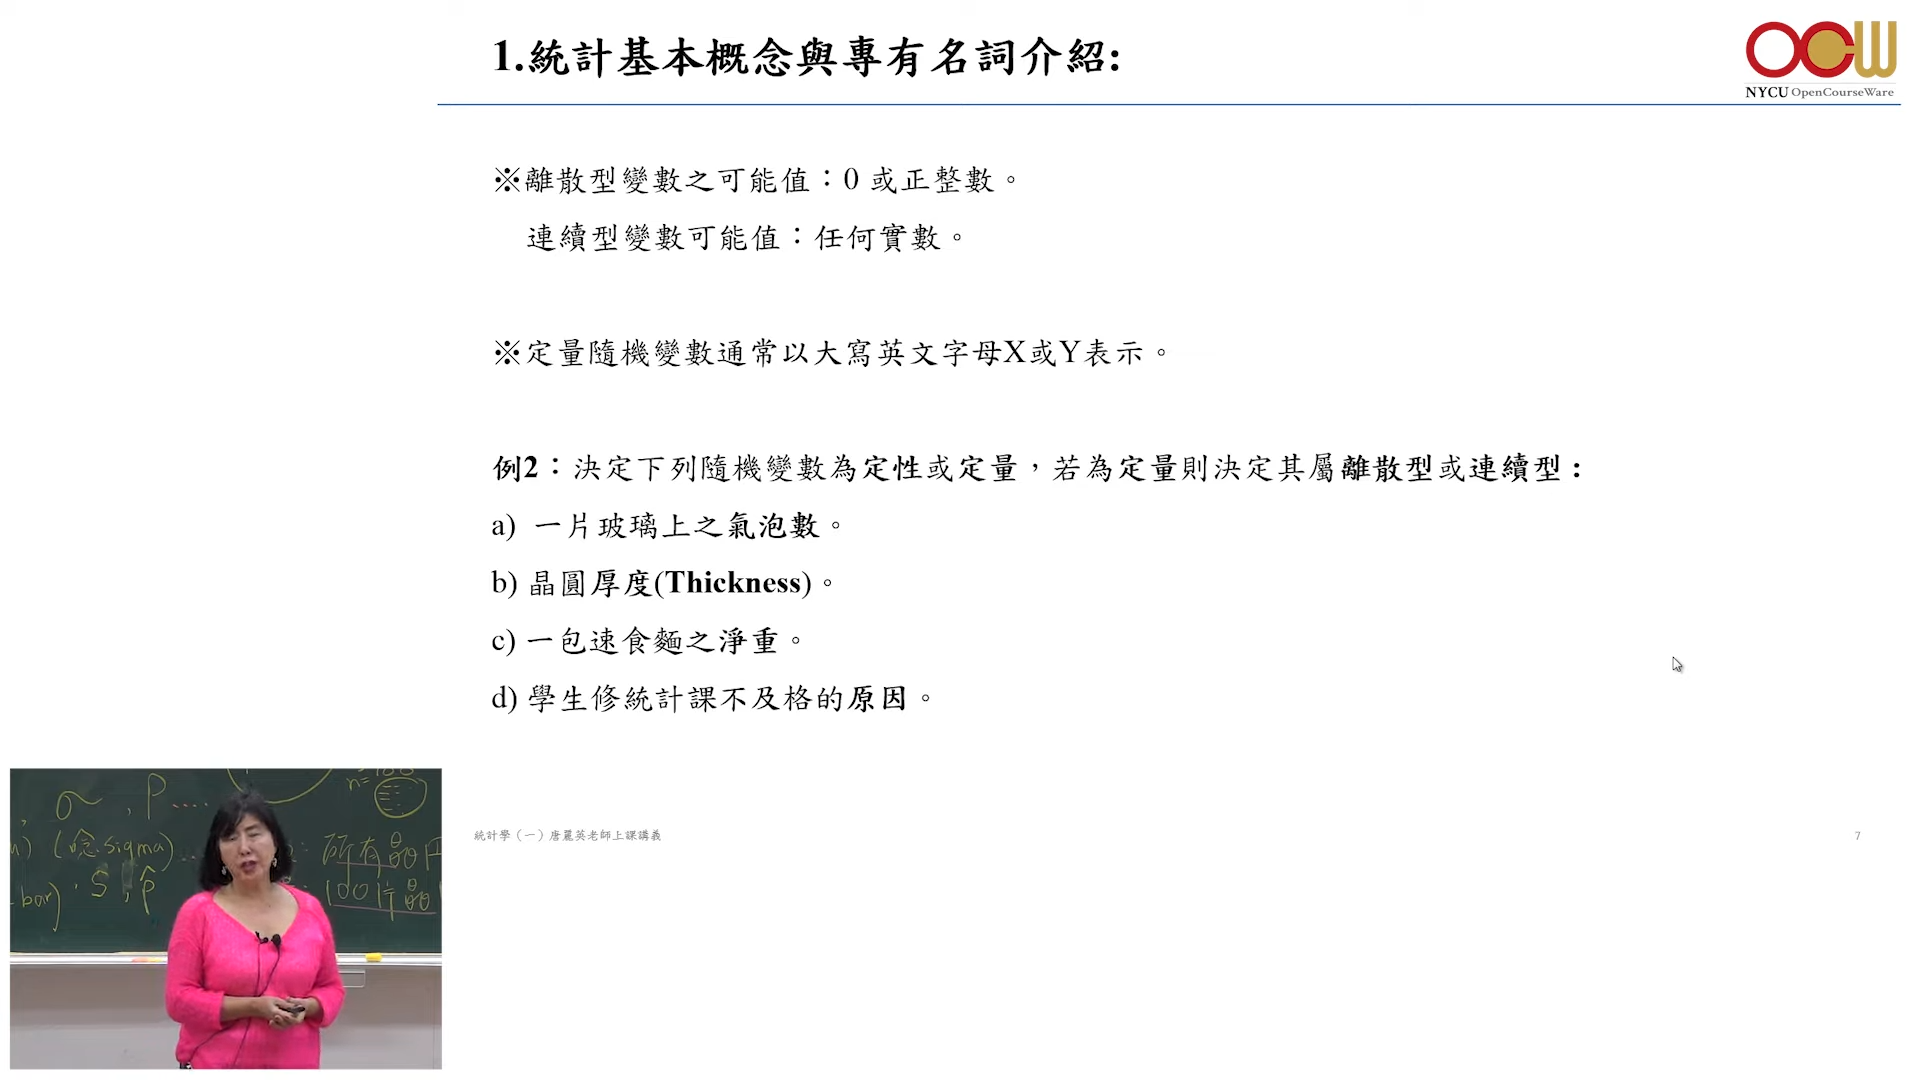 1.統計基本概念與專有名詞介紹:
OCW
NYCU OpenCourseWare
※離散型變數之可能值：0 或正整數。
連續型變數可能值：任何實數。
※定量隨機變數通常以大寫英文字母X或Y表示。
例2：決定下列隨機變數為定性或定量，若為定量則決定其屬離散型或連續型：
a) 一片玻璃上之氣泡數。
b) 晶圓厚度(Thickness)。
c) 一包速食麵之淨重。
d) 學生修統計課不及格的原因。
σ , P ....
n=
(念sigma)
所有晶
bar) , S , p̂
100片晶
統計學（一）唐麗英老師上課講義
7